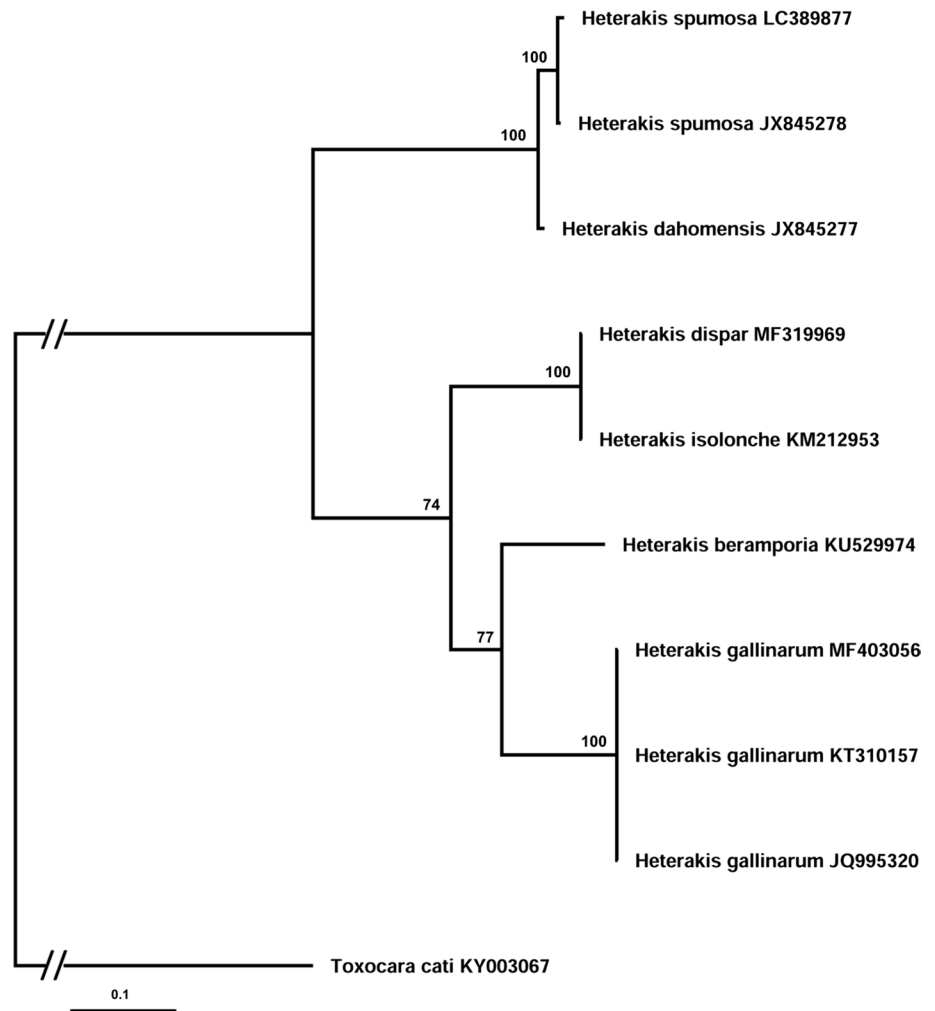 Heterakis spumosa LC389877
100
Heterakis spumosa JX845278
100
Heterakis dahomensis JX845277
Heterakis dispar MF319969
100
Heterakis isolonche KM212953
74
Heterakis beramporia KU529974
77
Heterakis gallinarum MF403056
100
Heterakis gallinarum KT310157
Heterakis gallinarum JQ995320
Toxocara cati KY003067
0.1